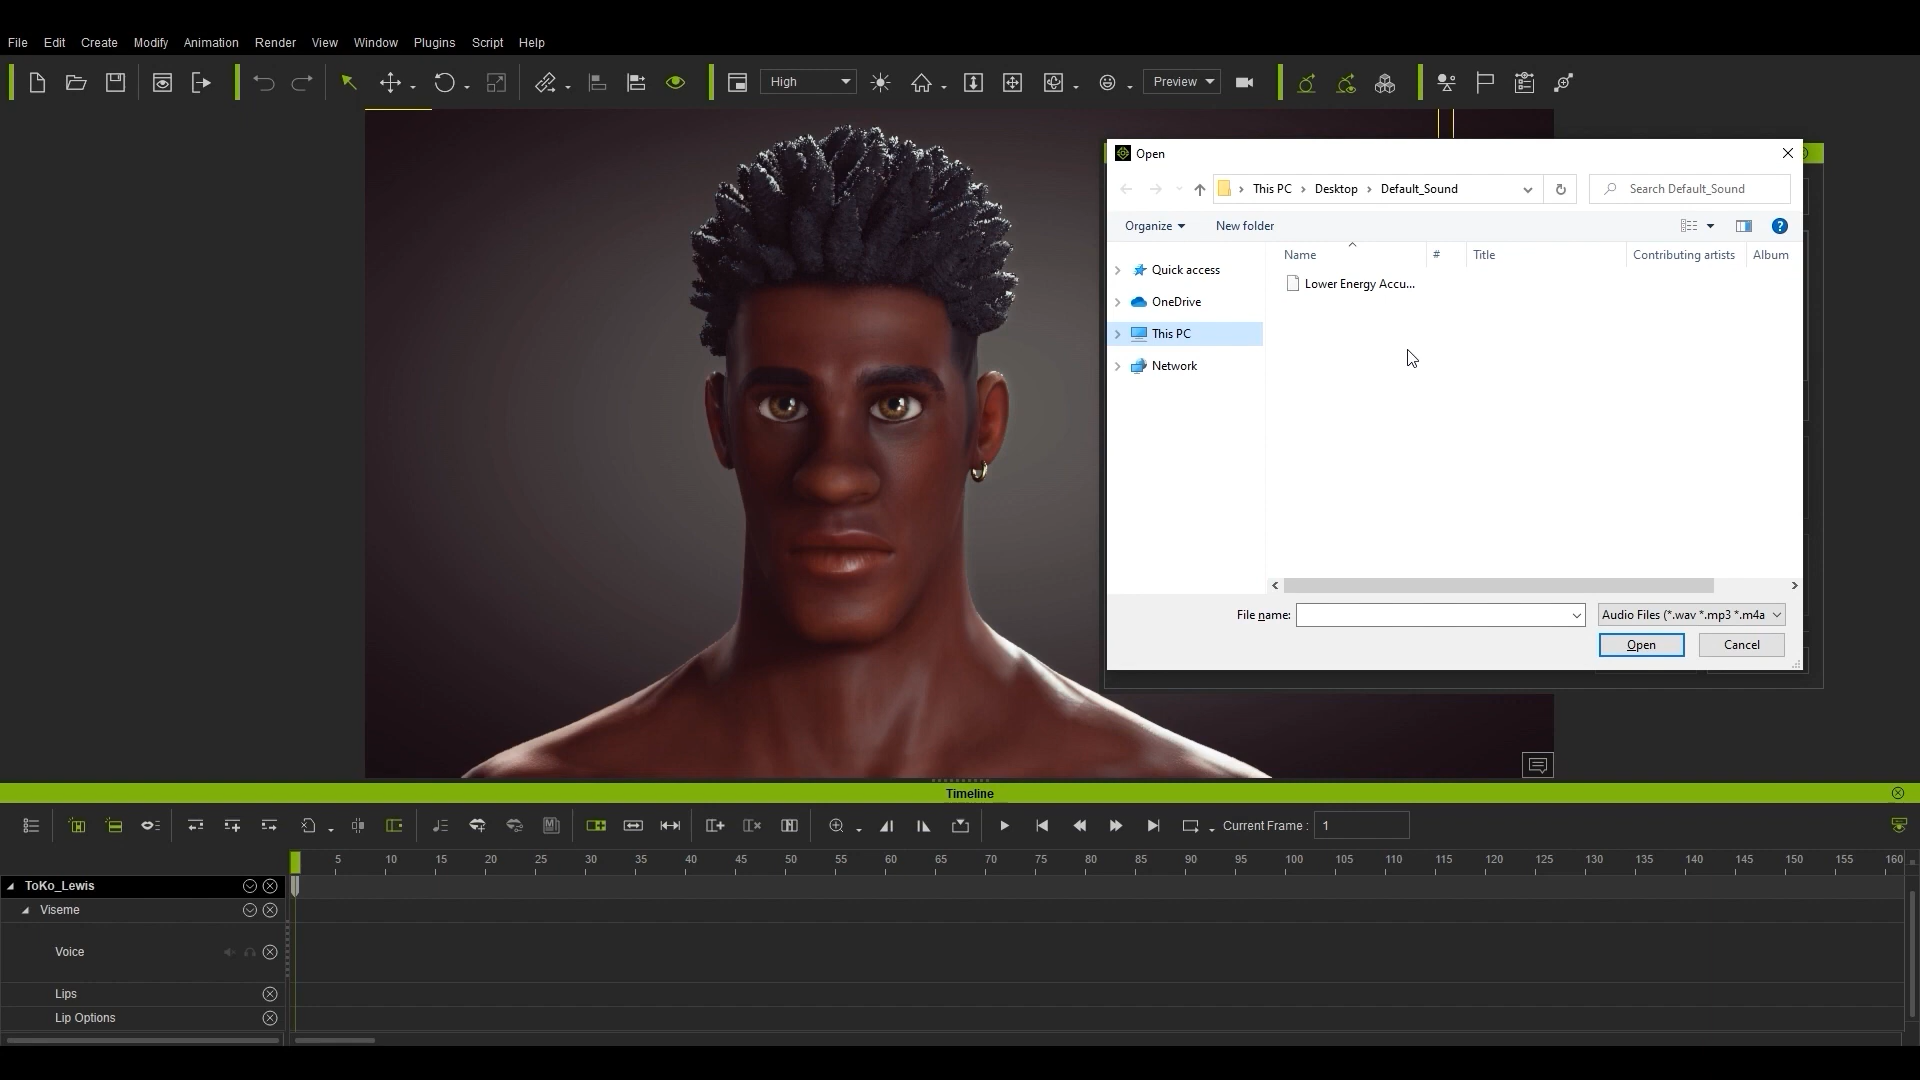 File Edit Create Modify Animation Render View Window Plugins Script Help
High
Preview
Open
This PC Desktop Default_Sound
Search Default_Sound
Organize
New folder
Name # Title Contributing artists Album
Quick access
Lower Energy Accu...
OneDrive
This PC
Network
File name:
Audio Files (*.wav *.mp3 *.m4a
Open
Cancel
Timeline
Current Frame : 1
5 10 15 20 25 30 35 40 45 50 55 60 65 70 75 80 85 90 95 100 105 110 115 120 125 130 135 140 145 150 155 160
ToKo_Lewis
Viseme
Voice
Lips
Lip Options